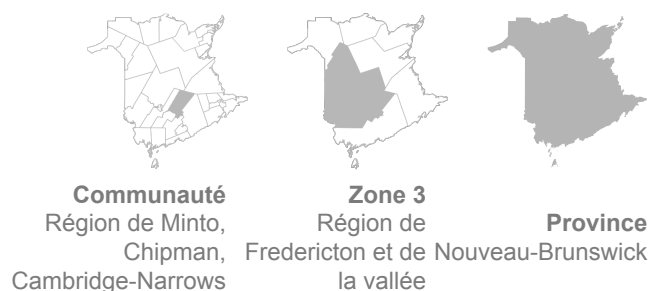 Communauté
Région de Minto,
Chipman,
Cambridge-Narrows
Zone 3
Région de
Fredericton et de
la vallée
Province
Nouveau-Brunswick